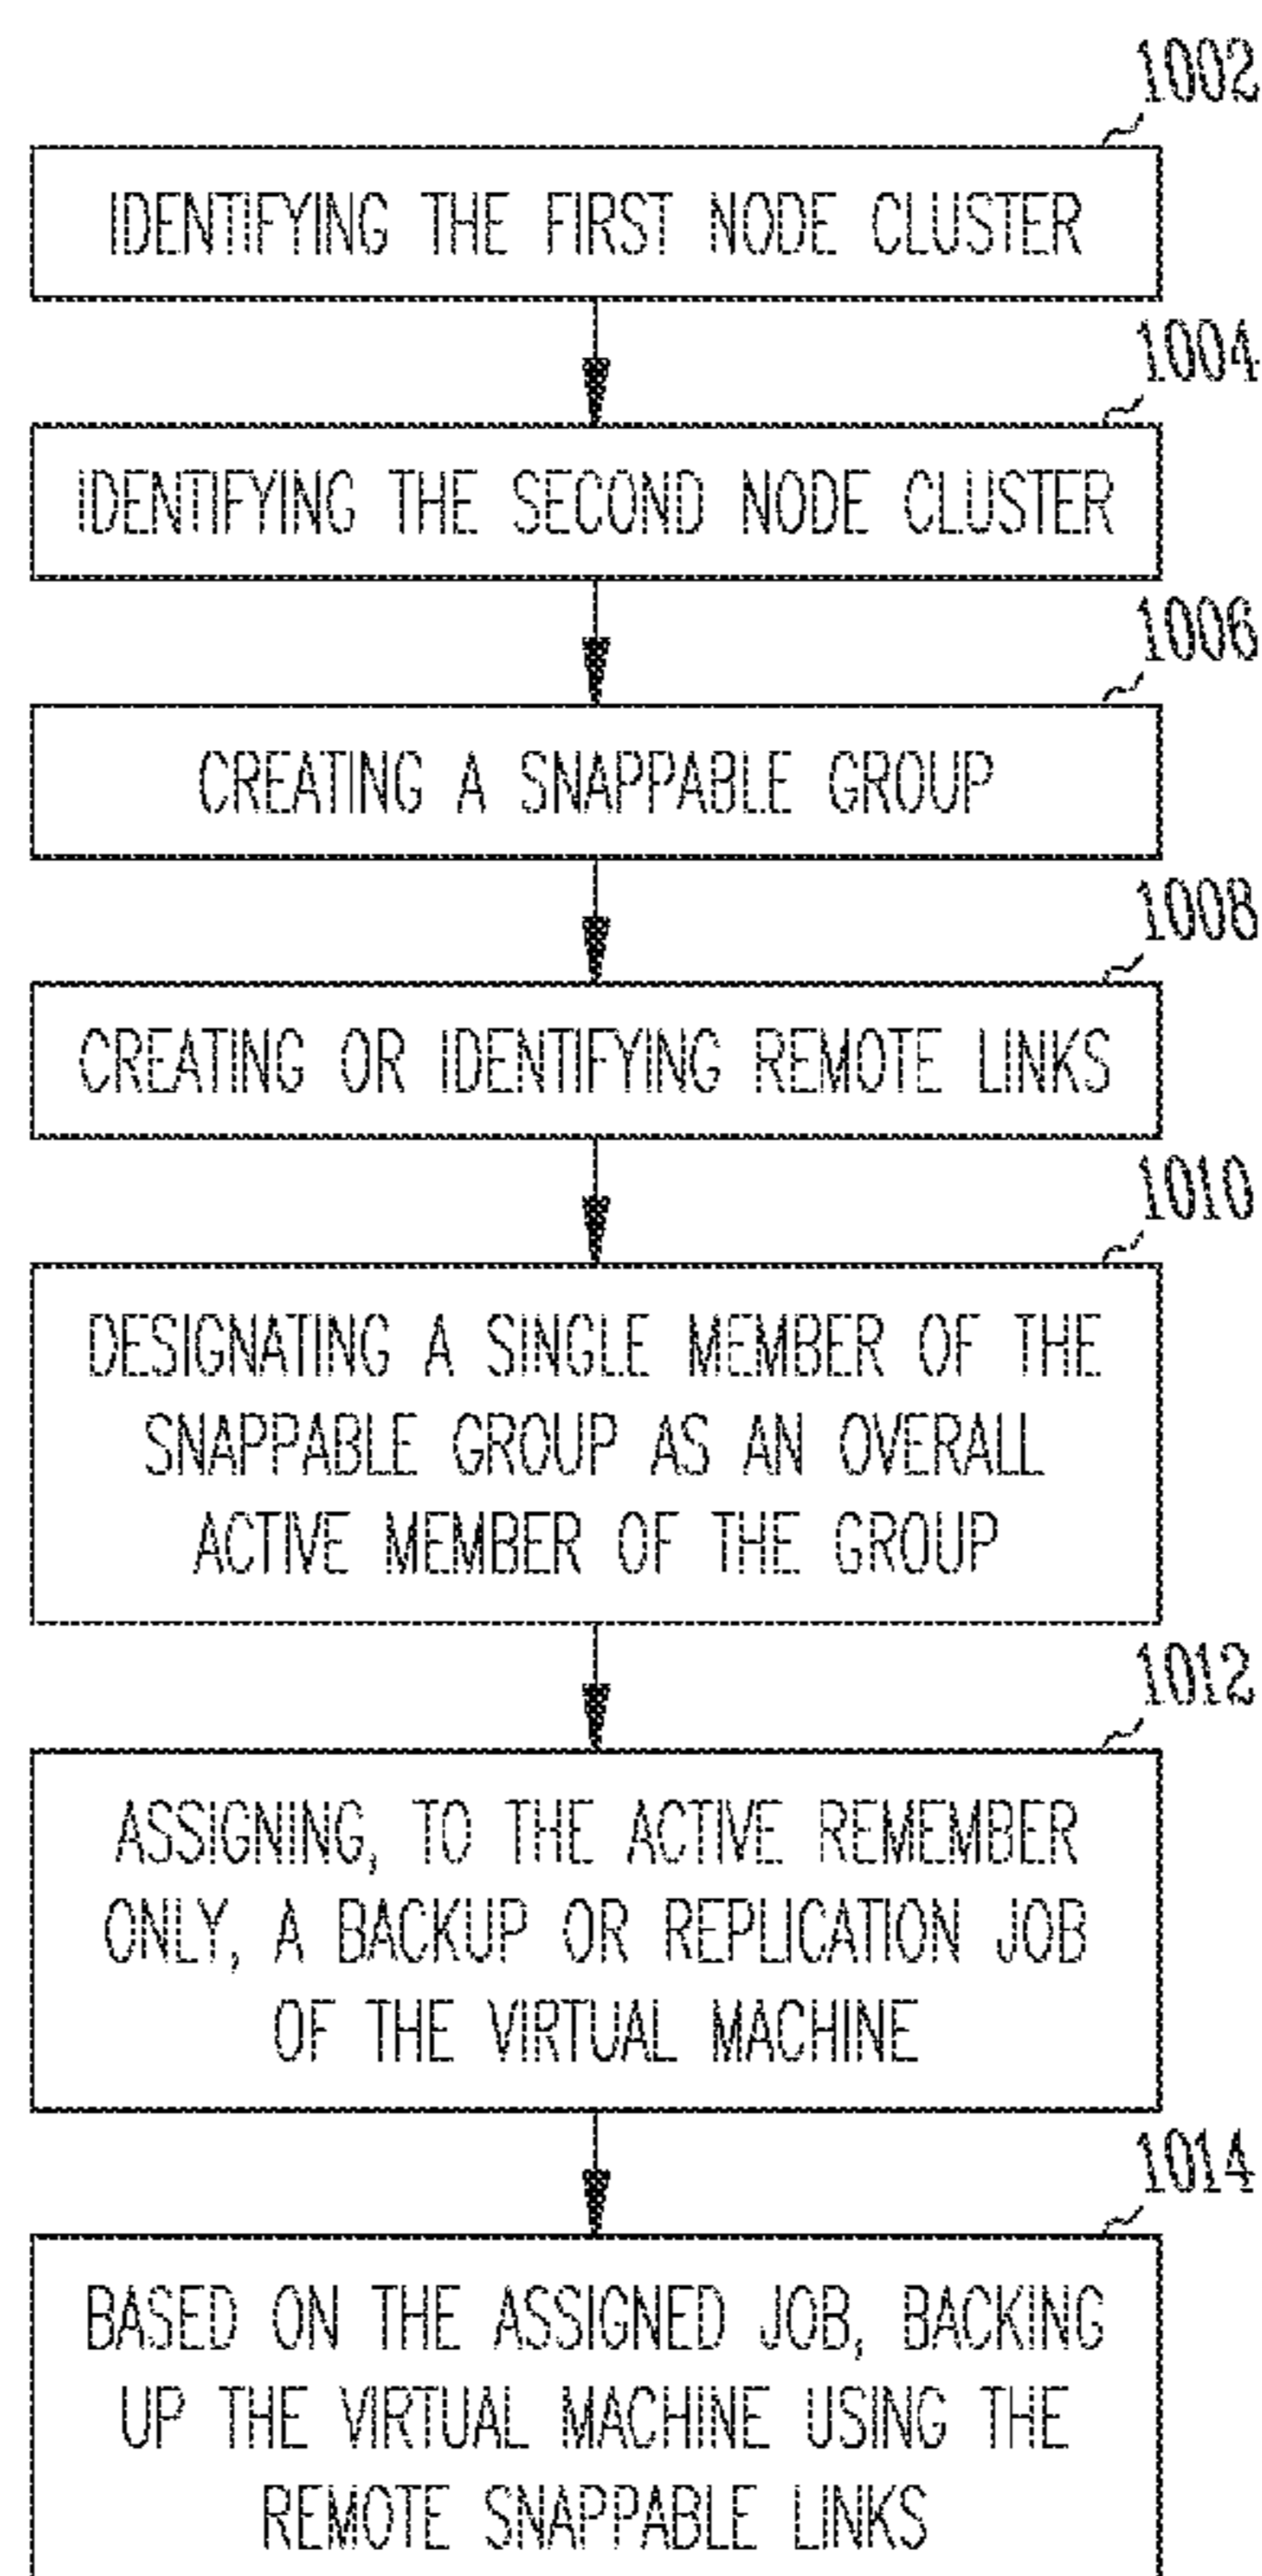 1002
IDENTIFYING THE FIRST NODE CLUSTER
1004
IDENTIFYING THE SECOND NODE CLUSTER
1006
CREATING A SNAPPABLE GROUP
1008
CREATING OR IDENTIFYING REMOTE LINKS
1010
DESIGNATING A SINGLE MEMBER OF THE
SNAPPABLE GROUP AS AN OVERALL
ACTIVE MEMBER OF THE GROUP
1012
ASSIGNING, TO THE ACTIVE REMEMBER
ONLY, A BACKUP OR REPLICATION JOB
OF THE VIRTUAL MACHINE
1014
BASED ON THE ASSIGNED JOB, BACKING
UP THE VIRTUAL MACHINE USING THE
REMOTE SNAPPABLE LINKS